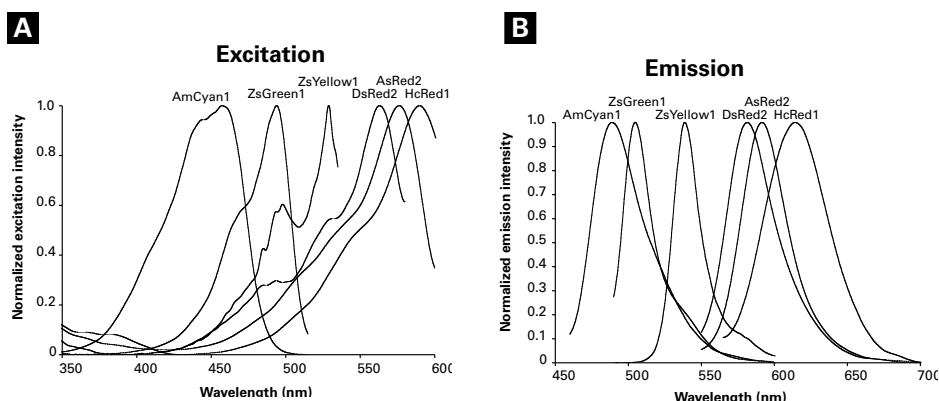 A
Excitation
AmCyan1
ZsGreen1
ZsYellow1
DsRed2
AsRed2
HcRed1
Normalized excitation intensity
1.0
0.8
0.6
0.4
0.2
0
350
400
450
500
550
600
Wavelength (nm)
B
Emission
AmCyan1
ZsGreen1
ZsYellow1
DsRed2
AsRed2
HcRed1
Normalized emission intensity
1.0
0.9
0.8
0.7
0.6
0.5
0.4
0.3
0.2
0.1
0
450
500
550
600
650
700
Wavelength (nm)